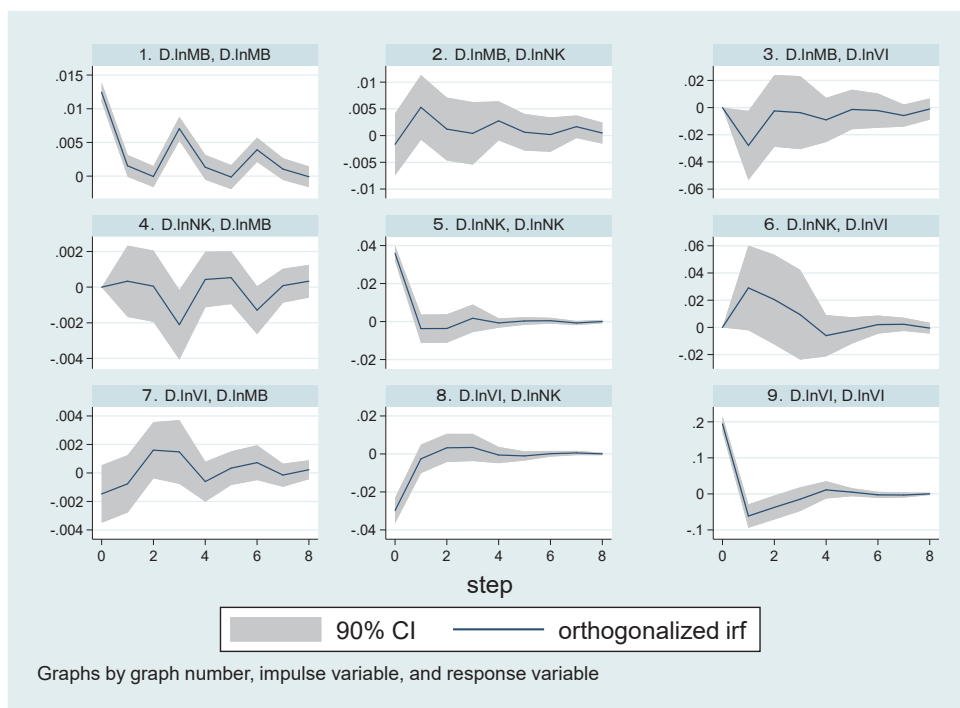 1. D.lnMB, D.lnMB
2. D.lnMB, D.lnNK
3. D.lnMB, D.lnVI
.015
.01
.005
0
.01
.005
0
-.005
-.01
.02
0
-.02
-.04
-.06
4. D.lnNK, D.lnMB
5. D.lnNK, D.lnNK
6. D.lnNK, D.lnVI
.002
0
-.002
-.004
.04
.02
0
-.02
.06
.04
.02
0
-.02
7. D.lnVI, D.lnMB
8. D.lnVI, D.lnNK
9. D.lnVI, D.lnVI
.004
.002
0
-.002
-.004
.02
0
-.02
-.04
.2
.1
0
-.1
0 2 4 6 8
0 2 4 6 8
0 2 4 6 8
step
90% CI
orthogonalized irf
Graphs by graph number, impulse variable, and response variable